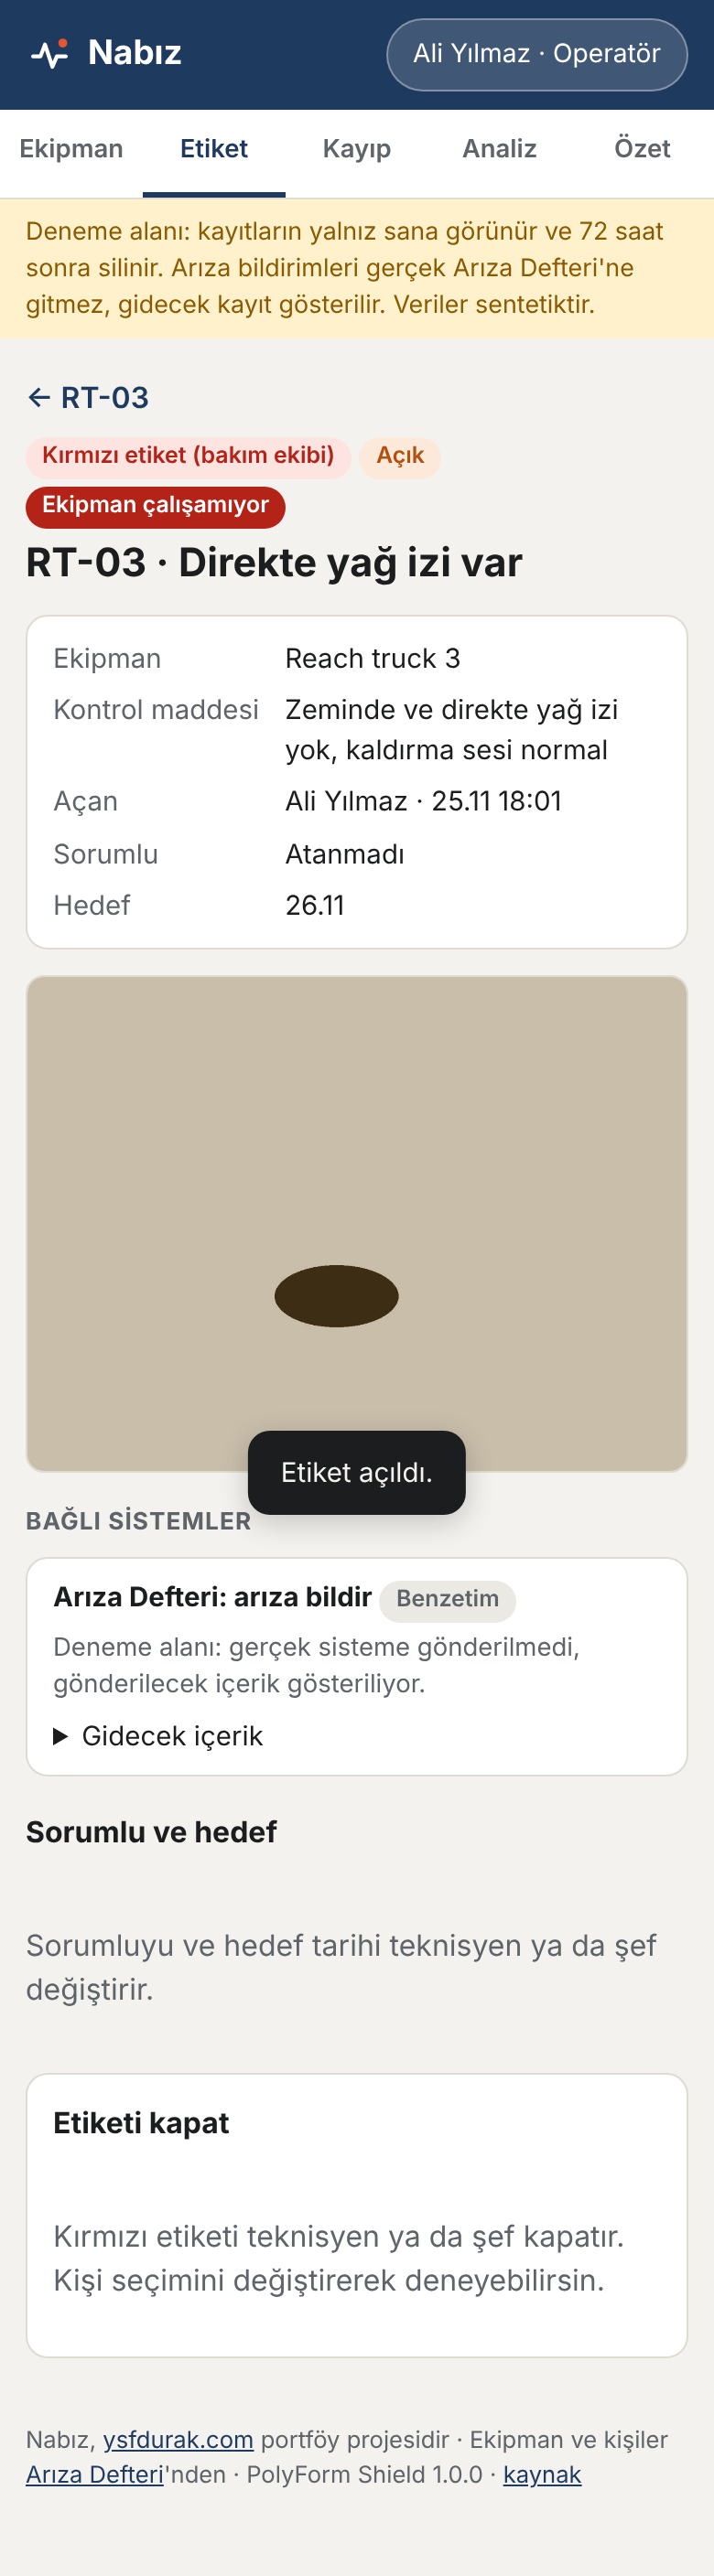 Nabız
Ali Yılmaz · Operatör
Ekipman Etiket Kayıp Analiz Özet
Deneme alanı: kayıtların yalnız sana görünür ve 72 saat
sonra silinir. Arıza bildirimleri gerçek Arıza Defteri'ne
gitmez, gidecek kayıt gösterilir. Veriler sentetiktir.
← RT-03
Kırmızı etiket (bakım ekibi) Açık
Ekipman çalışamıyor
RT-03 · Direkte yağ izi var
Ekipman Reach truck 3
Kontrol maddesi Zeminde ve direkte yağ izi
yok, kaldırma sesi normal
Açan Ali Yılmaz · 25.11 18:01
Sorumlu Atanmadı
Hedef 26.11
Etiket açıldı.
BAĞLI SİSTEMLER
Arıza Defteri: arıza bildir Benzetim
Deneme alanı: gerçek sisteme gönderilmedi,
gönderilecek içerik gösteriliyor.
▶ Gidecek içerik
Sorumlu ve hedef
Sorumluyu ve hedef tarihi teknisyen ya da şef
değiştirir.
Etiketi kapat
Kırmızı etiketi teknisyen ya da şef kapatır.
Kişi seçimini değiştirerek deneyebilirsin.
Nabız, ysfdurak.com portföy projesidir · Ekipman ve kişiler
Arıza Defteri'nden · PolyForm Shield 1.0.0 · kaynak